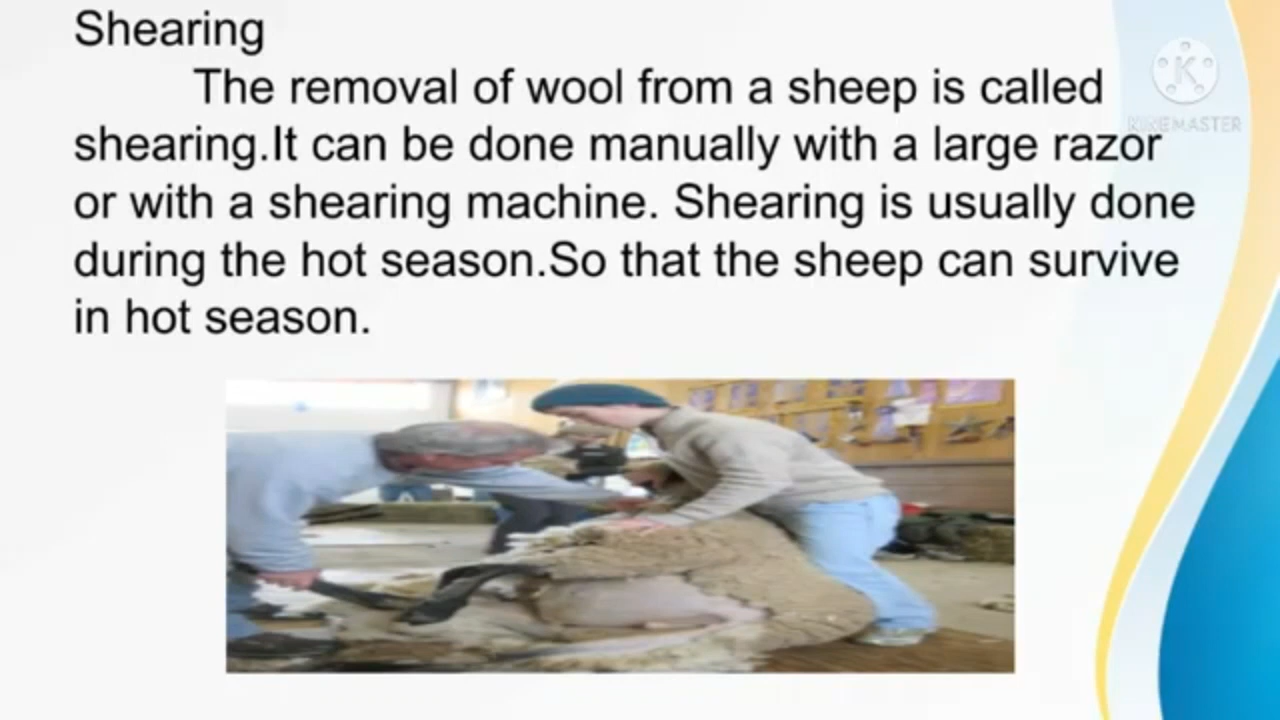 Shearing
The removal of wool from a sheep is called
shearing.It can be done manually with a large razor
or with a shearing machine. Shearing is usually done
during the hot season.So that the sheep can survive
in hot season.
K
KINEMASTER